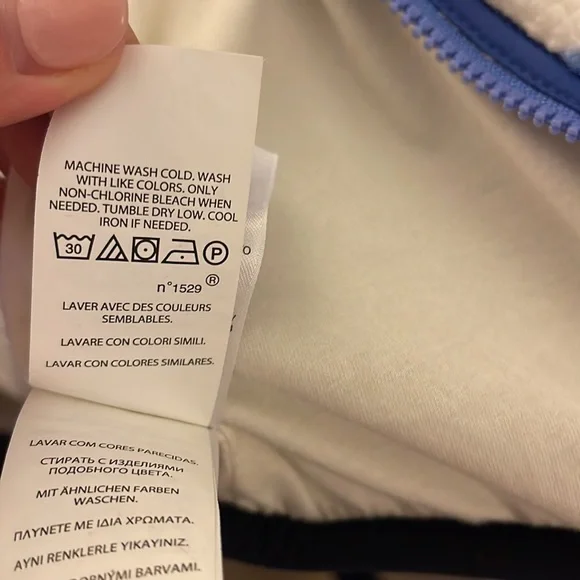 MACHINE WASH COLD. WASH
WITH LIKE COLORS. ONLY
NON-CHLORINE BLEACH WHEN
NEEDED. TUMBLE DRY LOW. COOL
IRON IF NEEDED.
30 P
n°1529 ®
LAVER AVEC DES COULEURS
SEMBLABLES.
LAVARE CON COLORI SIMILI.
LAVAR CON COLORES SIMILARES.
LAVAR COM CORES PARECIDAS.
СТИРАТЬ С ИЗДЕЛИЯМИ
ПОДОБНОГО ЦВЕТА.
MIT ÄHNLICHEN FARBEN
WASCHEN.
ΠΛΥΝΕΤΕ ΜΕ ΙΔΙΑ ΧΡΩΜΑΤΑ.
AYNI RENKLERLE YIKAYINIZ.
BARVAMI.